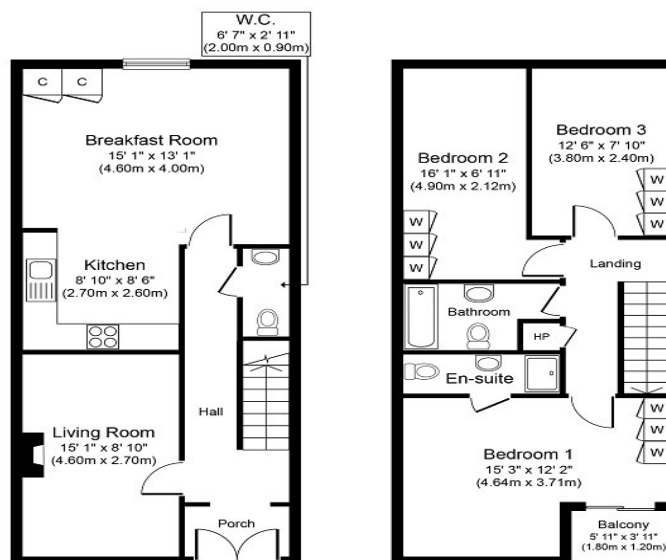 W.C.
6' 7" x 2' 11"
(2.00m x 0.90m)
C
C
Breakfast Room
15' 1" x 13' 1"
(4.60m x 4.00m)
Kitchen
8' 10" x 8' 6"
(2.70m x 2.60m)
Hall
Living Room
15' 1" x 8' 10"
(4.60m x 2.70m)
Porch
Bedroom 3
12' 6" x 7' 10"
(3.80m x 2.40m)
Bedroom 2
16' 1" x 6' 11"
(4.90m x 2.12m)
W
W
W
W
W
W
Landing
Bathroom
HP
En-suite
W
W
W
Bedroom 1
15' 3" x 12' 2"
(4.64m x 3.71m)
Balcony
5' 11" x 3' 11"
(1.80m x 1.20m)